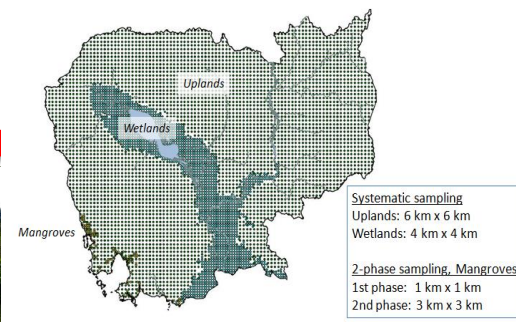 Uplands
Wetlands
Mangroves
Systematic sampling
Uplands: 6 km x 6 km
Wetlands: 4 km x 4 km
2-phase sampling, Mangroves
1st phase: 1 km x 1 km
2nd phase: 3 km x 3 km